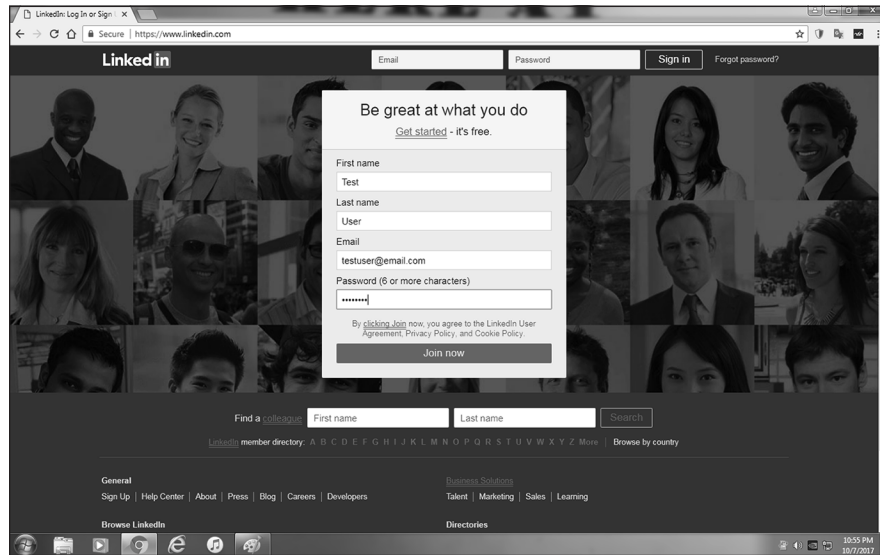 LinkedIn: Log In or Sign
Secure | https://www.linkedin.com
Linked in
Email
Password
Sign in
Forgot password?
Be great at what you do
Get started - it's free.
First name
Test
Last name
User
Email
testuser@email.com
Password (6 or more characters)
••••••••
By clicking Join now, you agree to the LinkedIn User
Agreement, Privacy Policy, and Cookie Policy.
Join now
Find a colleague
First name
Last name
Search
LinkedIn member directory: A B C D E F G H I J K L M N O P Q R S T U V W X Y Z More | Browse by country
General
Sign Up | Help Center | About | Press | Blog | Careers | Developers
Business Solutions
Talent | Marketing | Sales | Learning
Browse LinkedIn
Directories
10:55 PM
10/7/2017